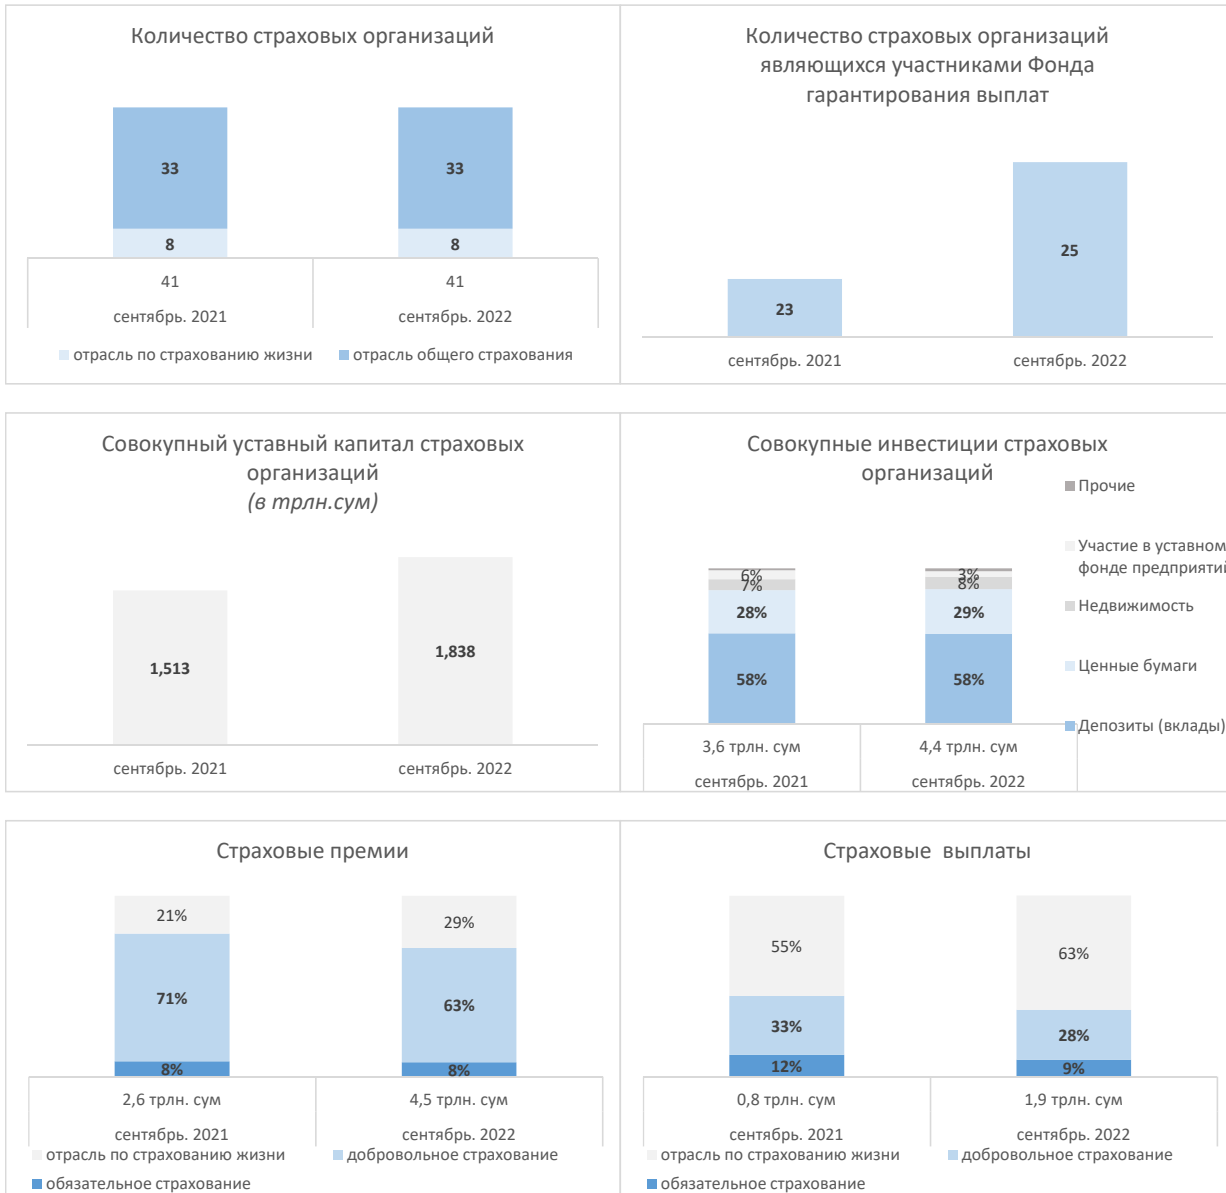 Количество страховых организаций
33
33
8
8
41
41
сентябрь. 2021
сентябрь. 2022
отрасль по страхованию жизни
отрасль общего страхования
Количество страховых организаций
являющихся участниками Фонда
гарантирования выплат
25
23
сентябрь. 2021
сентябрь. 2022
Совокупный уставный капитал страховых
организаций
(в трлн.сум)
1,513
1,838
сентябрь. 2021
сентябрь. 2022
Совокупные инвестиции страховых
организаций
Прочие
Участие в уставном
фонде предприятий
Недвижимость
Ценные бумаги
Депозиты (вклады)
6%
3%
7%
8%
28%
29%
58%
58%
3,6 трлн. сум
4,4 трлн. сум
сентябрь. 2021
сентябрь. 2022
Страховые премии
21%
29%
71%
63%
8%
8%
2,6 трлн. сум
4,5 трлн. сум
сентябрь. 2021
сентябрь. 2022
отрасль по страхованию жизни
добровольное страхование
обязательное страхование
Страховые выплаты
55%
63%
33%
28%
12%
9%
0,8 трлн. сум
1,9 трлн. сум
сентябрь. 2021
сентябрь. 2022
отрасль по страхованию жизни
добровольное страхование
обязательное страхование